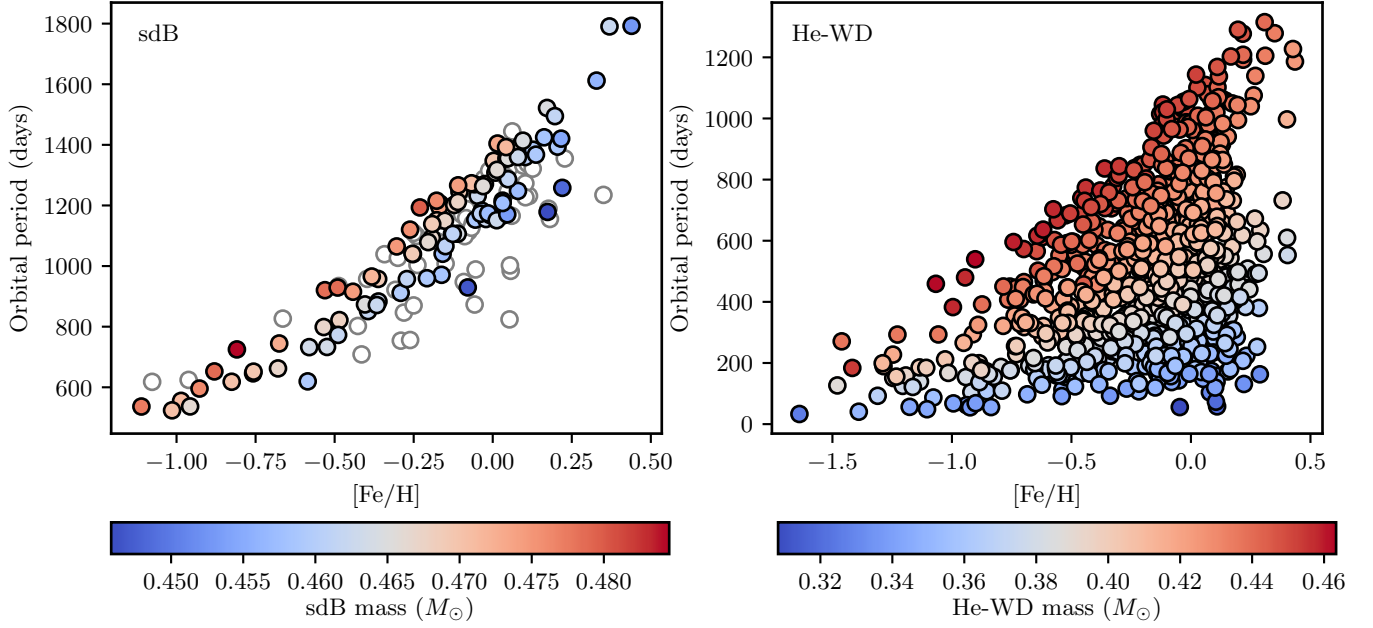 sdB
1800
1600
1400
1200
1000
800
600
Orbital period (days)
−1.00 −0.75 −0.50 −0.25 0.00 0.25 0.50
[Fe/H]
0.450 0.455 0.460 0.465 0.470 0.475 0.480
sdB mass (M⊙)
He-WD
1200
1000
800
600
400
200
0
Orbital period (days)
−1.5 −1.0 −0.5 0.0 0.5
[Fe/H]
0.32 0.34 0.36 0.38 0.40 0.42 0.44 0.46
He-WD mass (M⊙)